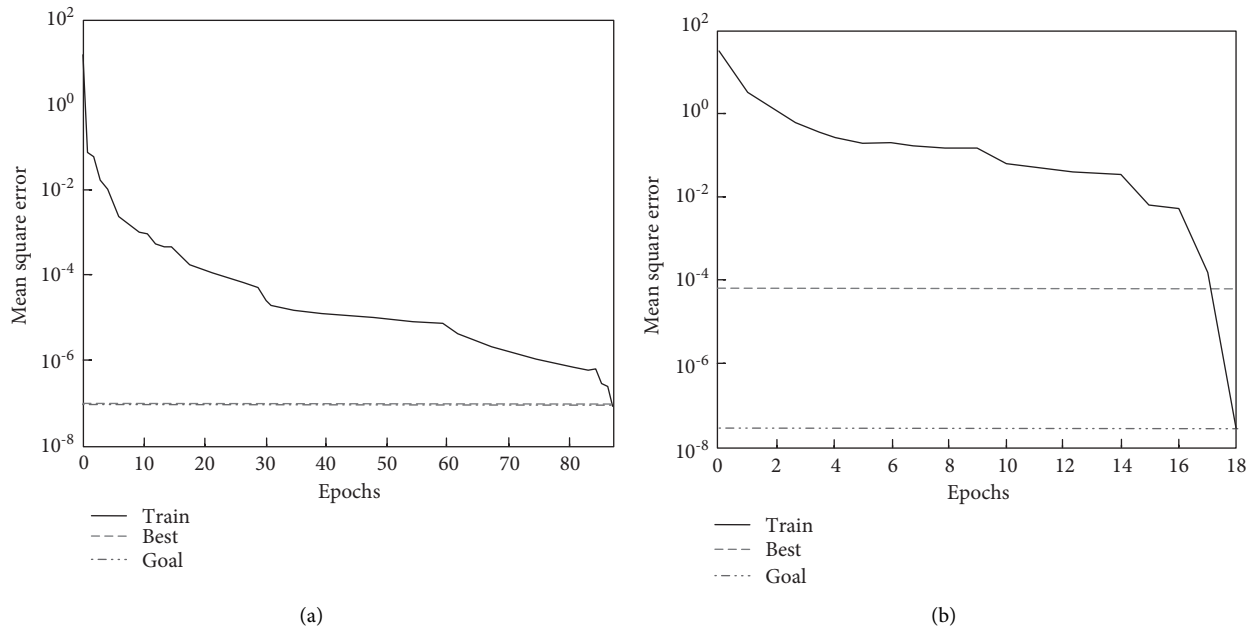 10^2
10^0
10^-2
10^-4
10^-6
10^-8
Mean square error
0 10 20 30 40 50 60 70 80
Epochs
Train
Best
Goal
(a)
10^2
10^0
10^-2
10^-4
10^-6
10^-8
Mean square error
0 2 4 6 8 10 12 14 16 18
Epochs
Train
Best
Goal
(b)